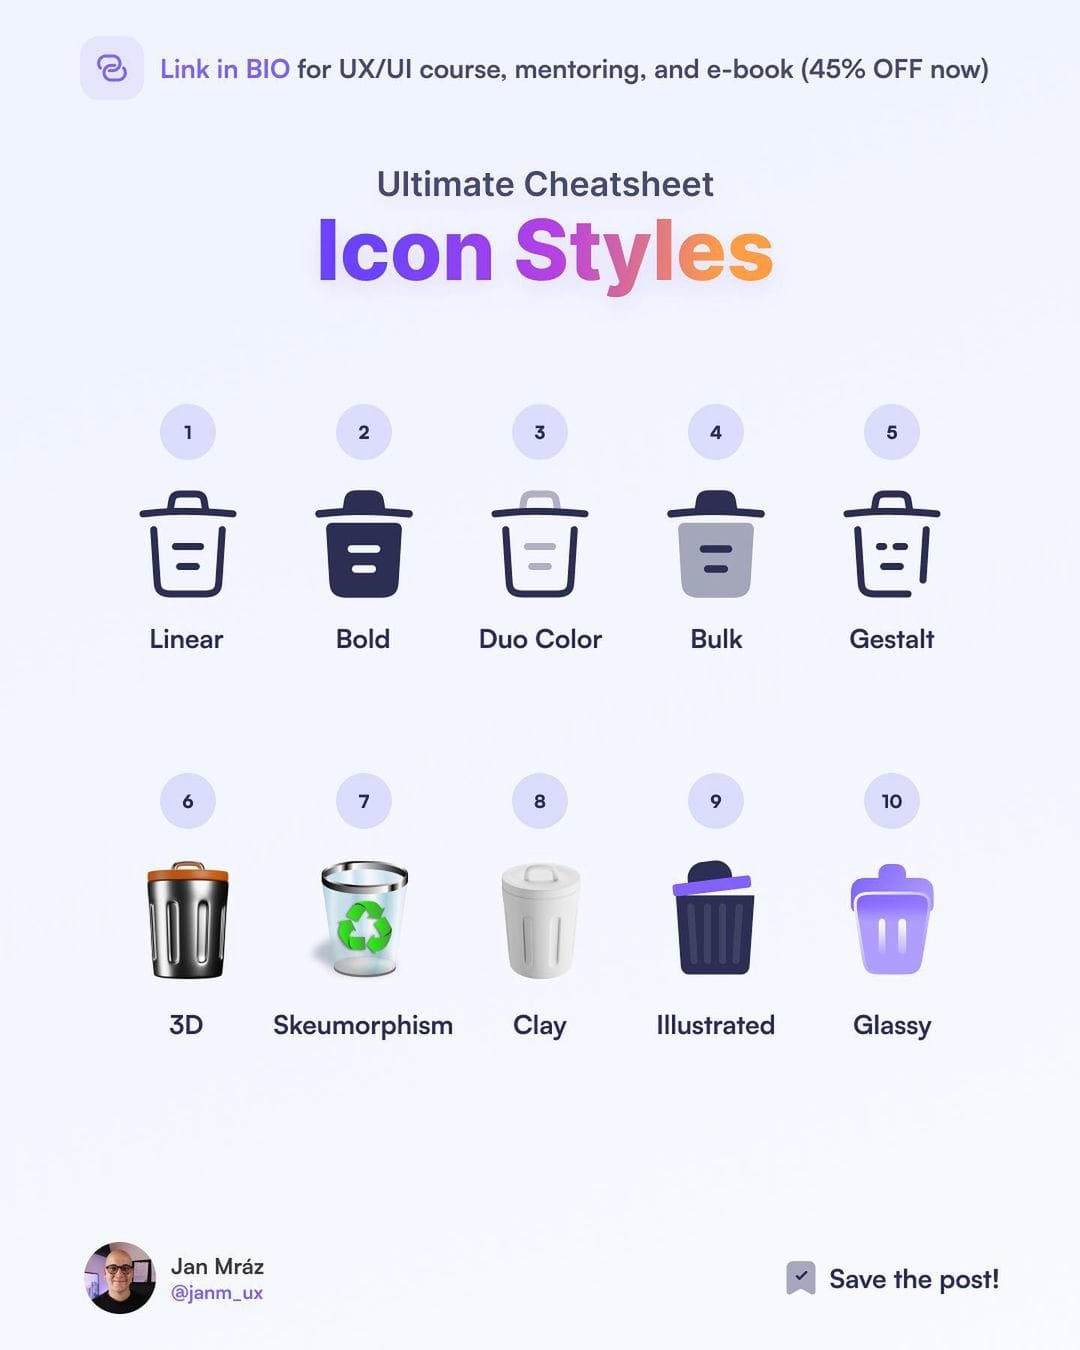 Link in BIO for UX/UI course, mentoring, and e-book (45% OFF now)
Ultimate Cheatsheet
Icon Styles
1 2 3 4 5
Linear Bold Duo Color Bulk Gestalt
6 7 8 9 10
3D Skeumorphism Clay Illustrated Glassy
Jan Mráz
@janm_ux
Save the post!